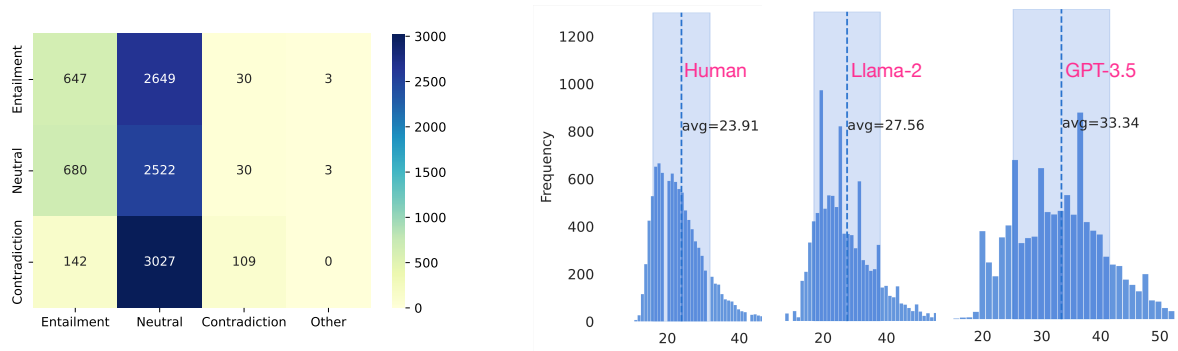 Entailment
647 2649 30 3
Neutral
680 2522 30 3
Contradiction
142 3027 109 0
Entailment Neutral Contradiction Other
3000
2500
2000
1500
1000
500
0
Frequency
1200
1000
800
600
400
200
0
Human
avg=23.91
20 40
Llama-2
avg=27.56
20 40
GPT-3.5
avg=33.34
20 30 40 50